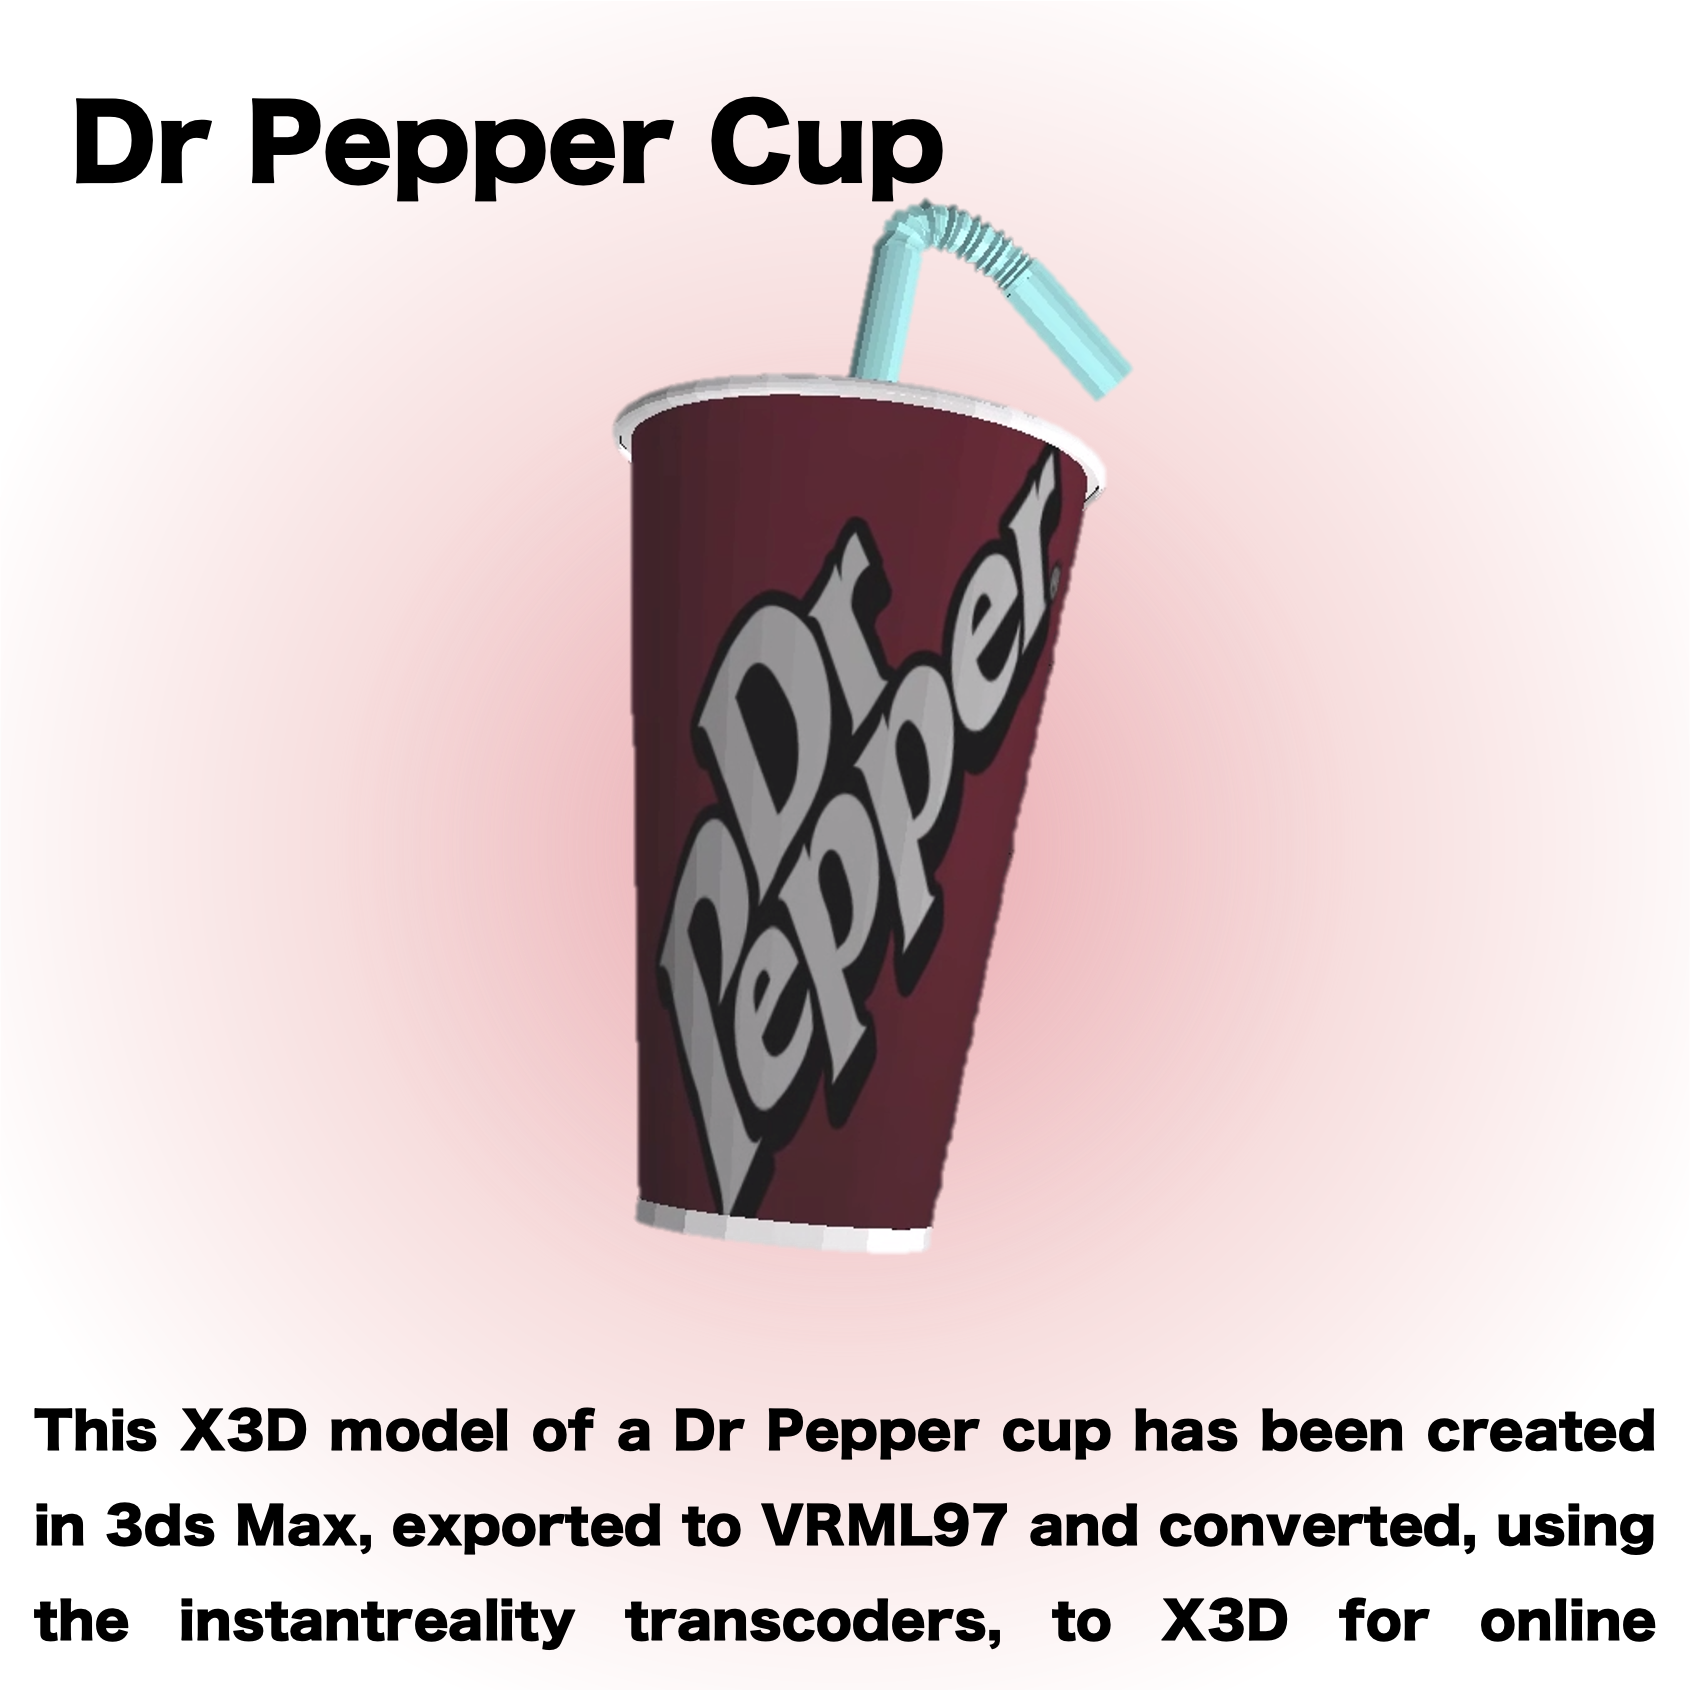 Dr Pepper Cup
Dr
Pepper
®
This X3D model of a Dr Pepper cup has been created
in 3ds Max, exported to VRML97 and converted, using
the instantreality transcoders, to X3D for online